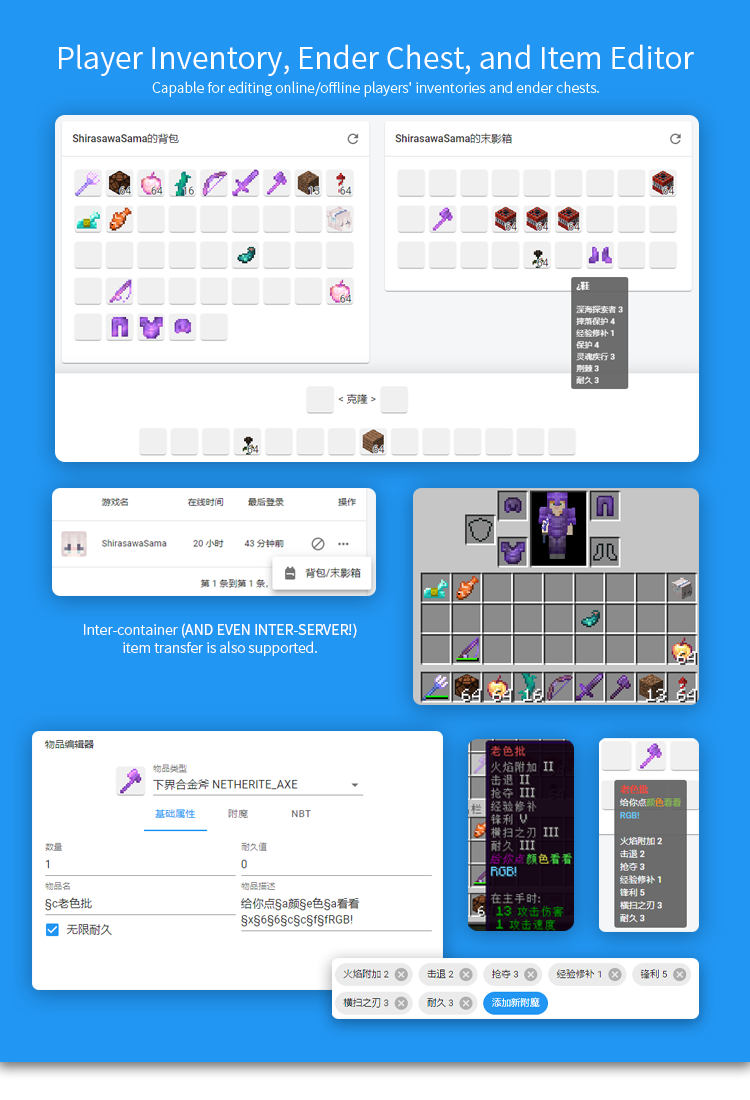 Player Inventory, Ender Chest, and Item Editor
Capable for editing online/offline players' inventories and ender chests.
ShirasawaSama的背包
64
64
16
15
64
64
ShirasawaSama的末影箱
64
64
64
64
64
鞋
深海探索者 3
摔落保护 4
经验修补 1
保护 4
灵魂疾行 3
荆棘 3
耐久 3
< 克隆 >
64
64
游戏名 在线时间 最后登录 操作
ShirasawaSama 20 小时 43 分钟前
背包/末影箱
第 1 条到第 1 条,
Inter-container (AND EVEN INTER-SERVER!)
item transfer is also supported.
64
64 64 16 13 64
物品编辑器
物品类型
下界合金斧 NETHERITE_AXE
基础属性 附魔 NBT
数量 耐久值
1 0
物品名 物品描述
§c老色批 给你点§a颜§e色§a看看
§x§6§6§c§c§f§fRGB!
无限耐久
老色批
火焰附加 II
击退 II
抢夺 III
经验修补
锋利 V
横扫之刃 III
耐久 III
给你点颜色看看
RGB!
在主手时:
13 攻击伤害
1 攻击速度
栏
6
老色批
给你点颜色看看
RGB!
火焰附加 2
击退 2
抢夺 3
经验修补 1
锋利 5
横扫之刃 3
耐久 3
火焰附加 2 击退 2 抢夺 3 经验修补 1 锋利 5
横扫之刃 3 耐久 3 添加新附魔